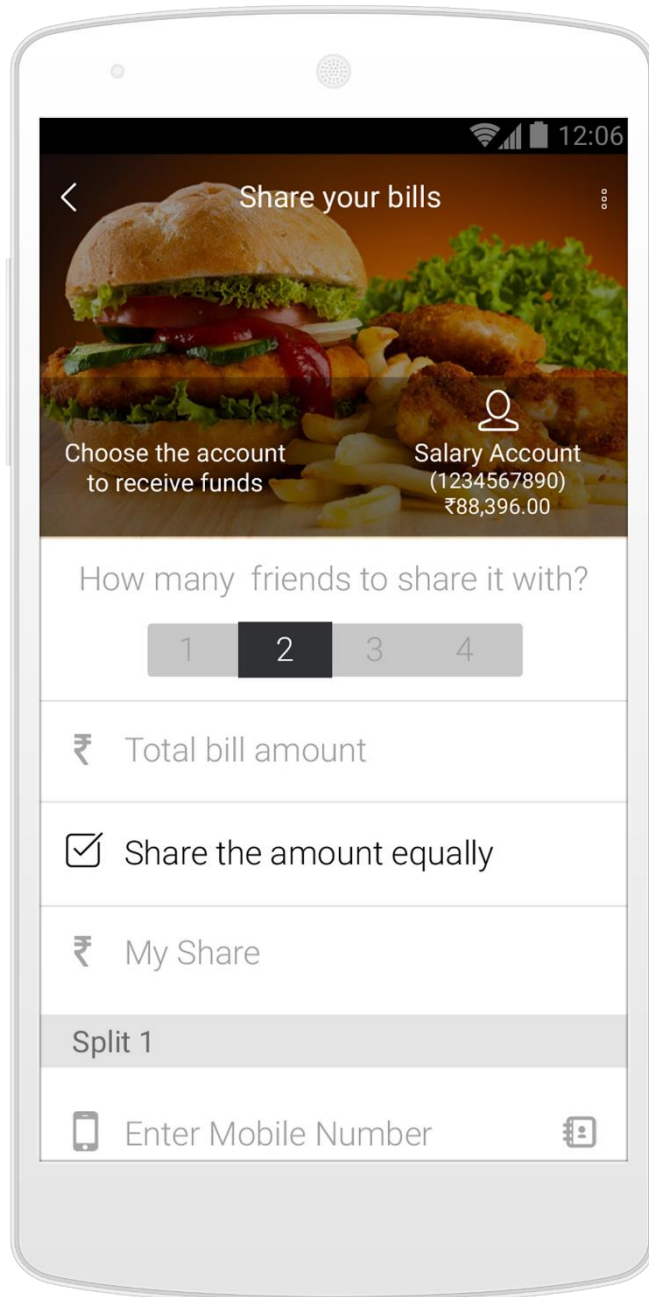 12:06
Share your bills
Choose the account
to receive funds
Salary Account
(1234567890)
₹88,396.00
How many friends to share it with?
1 2 3 4
₹ Total bill amount
Share the amount equally
₹ My Share
Split 1
Enter Mobile Number